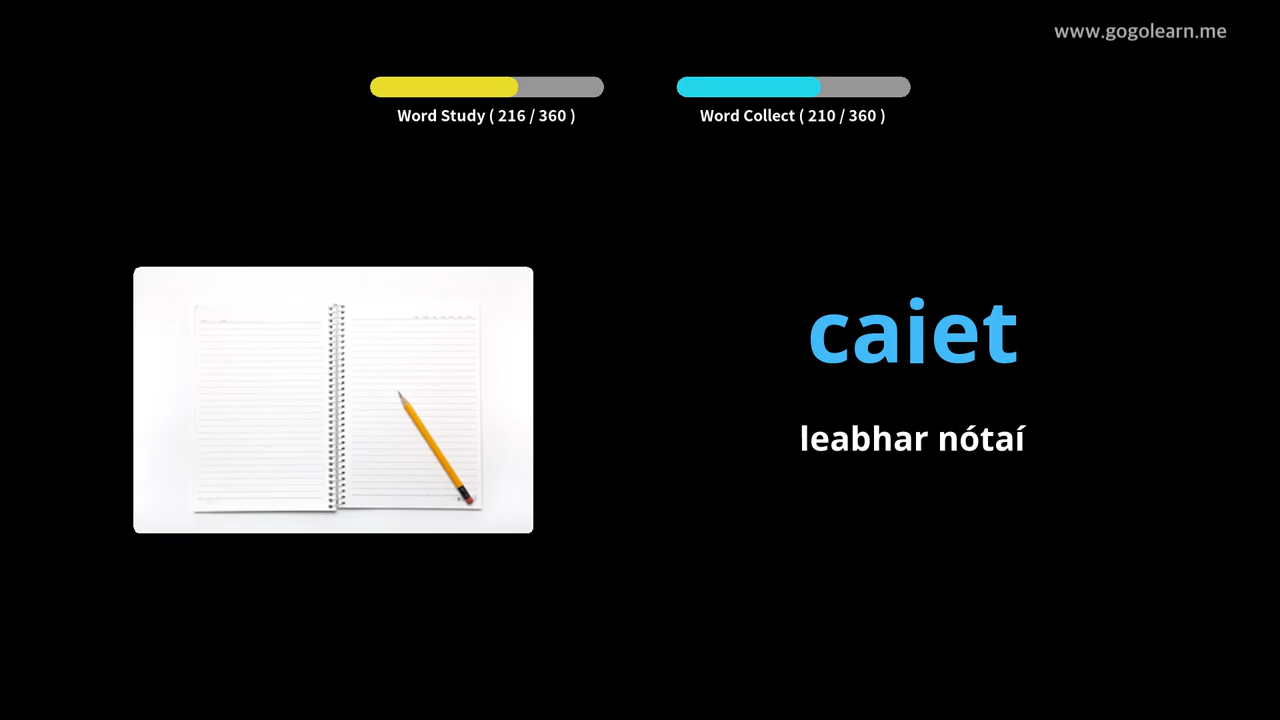 www.gogolearn.me
Word Study ( 216 / 360 )
Word Collect ( 210 / 360 )
caiet
leabhar nótaí